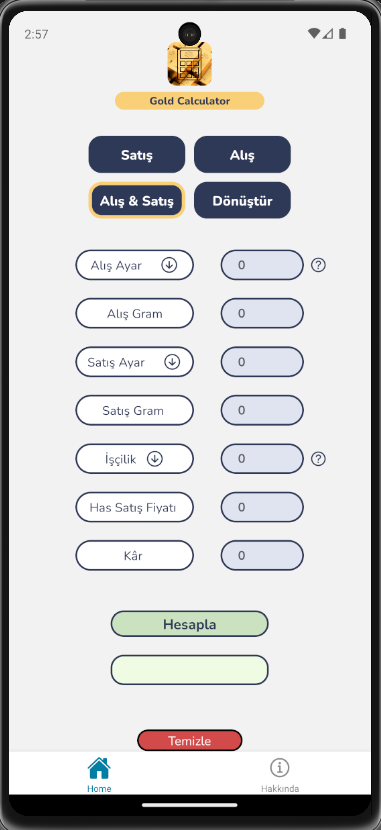 2:57
Gold Calculator
Satış Alış
Alış & Satış Dönüştür
Alış Ayar 0 ?
Alış Gram 0
Satış Ayar 0
Satış Gram 0
İşçilik 0 ?
Has Satış Fiyatı 0
Kâr 0
Hesapla
Temizle
Home Hakkında